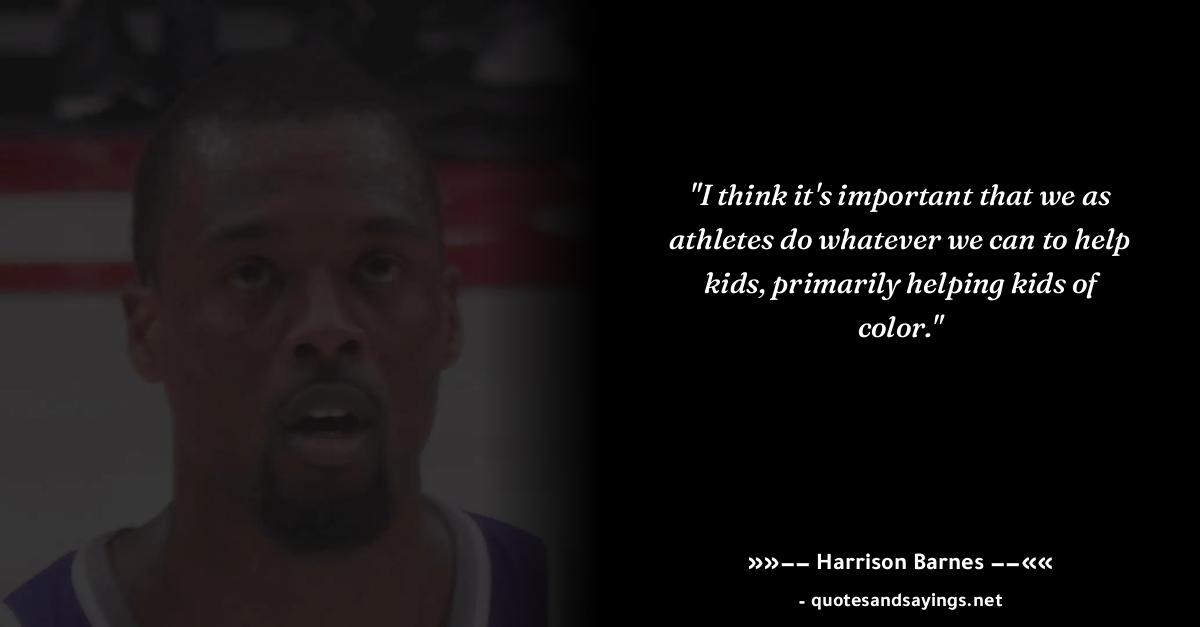 "I think it's important that we as
athletes do whatever we can to help
kids, primarily helping kids of
color."
»»–– Harrison Barnes ––««
- quotesandsayings.net